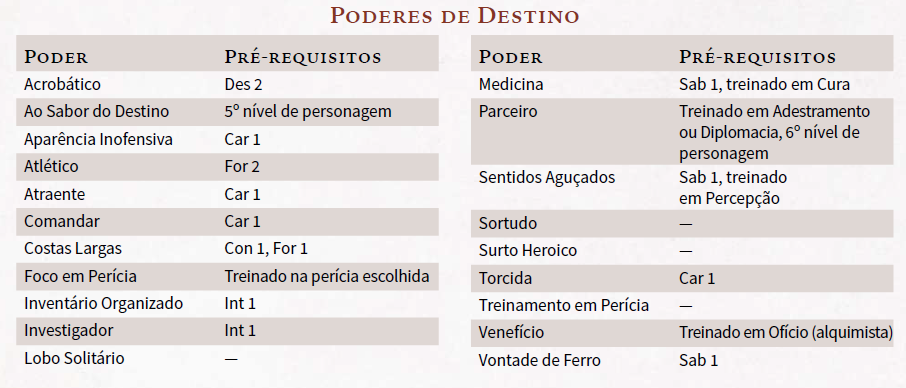 Poderes de Destino
Poder Pré-requisitos
Acrobático Des 2
Ao Sabor do Destino 5º nível de personagem
Aparência Inofensiva Car 1
Atlético For 2
Atraente Car 1
Comandar Car 1
Costas Largas Con 1, For 1
Foco em Perícia Treinado na perícia escolhida
Inventário Organizado Int 1
Investigador Int 1
Lobo Solitário —
Poder Pré-requisitos
Medicina Sab 1, treinado em Cura
Parceiro Treinado em Adestramento
ou Diplomacia, 6º nível de
personagem
Sentidos Aguçados Sab 1, treinado
em Percepção
Sortudo —
Surto Heroico —
Torcida Car 1
Treinamento em Perícia —
Venefício Treinado em Ofício (alquimista)
Vontade de Ferro Sab 1